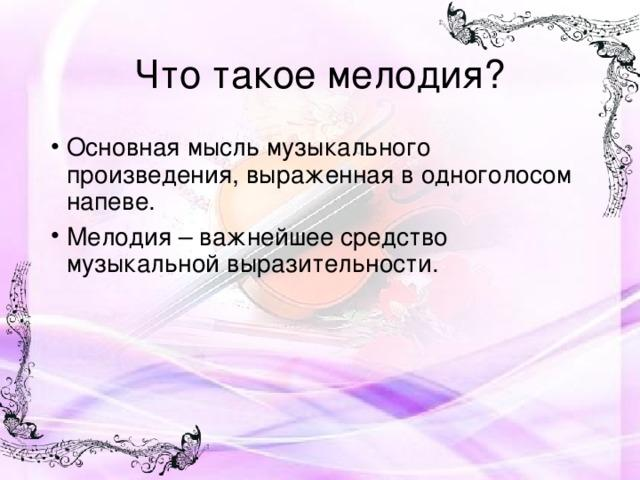 Что такое мелодия?
• Основная мысль музыкального
произведения, выраженная в одноголосом
напеве.
• Мелодия – важнейшее средство
музыкальной выразительности.